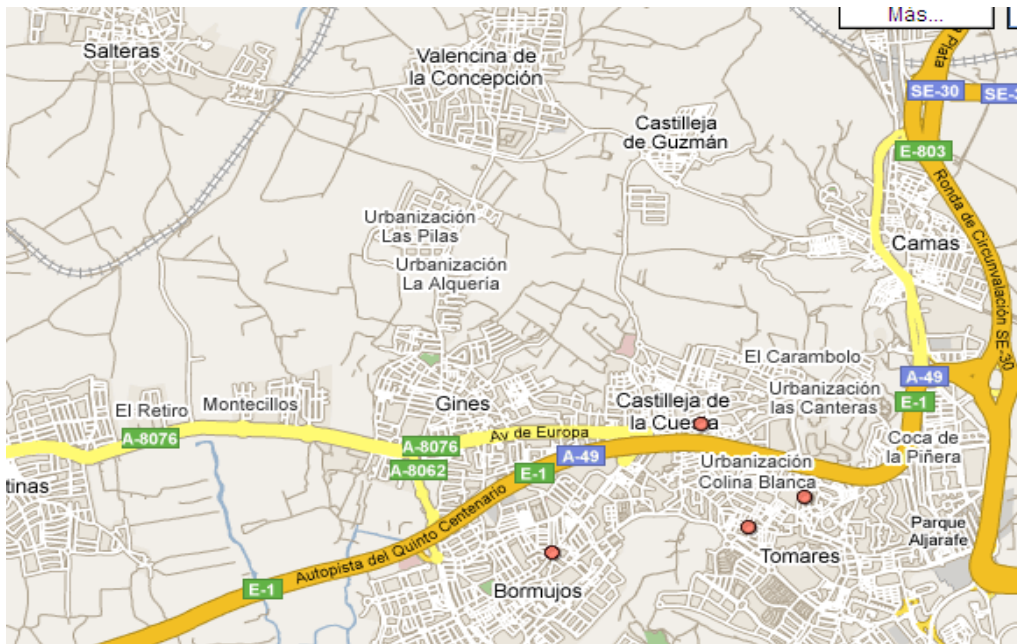 Más...
Salteras
Valencina de
la Concepción
la Plata
SE-30
SE-3
Castilleja
de Guzmán
E-803
Ronda de Circunvalación SE-30
Urbanización
Las Pilas
Camas
Urbanización
La Alquería
El Carambolo
A-49
Urbanización
las Canteras
E-1
El Retiro
Montecillos
Gines
Castilleja de
la Cuesta
A-8076
A-8076
Av de Europa
A-8062
E-1
A-49
Coca de
la Piñera
Urbanización
Colina Blanca
tinas
Autopista del Quinto Centenario
Parque
Aljarafe
Tomares
E-1
Bormujos